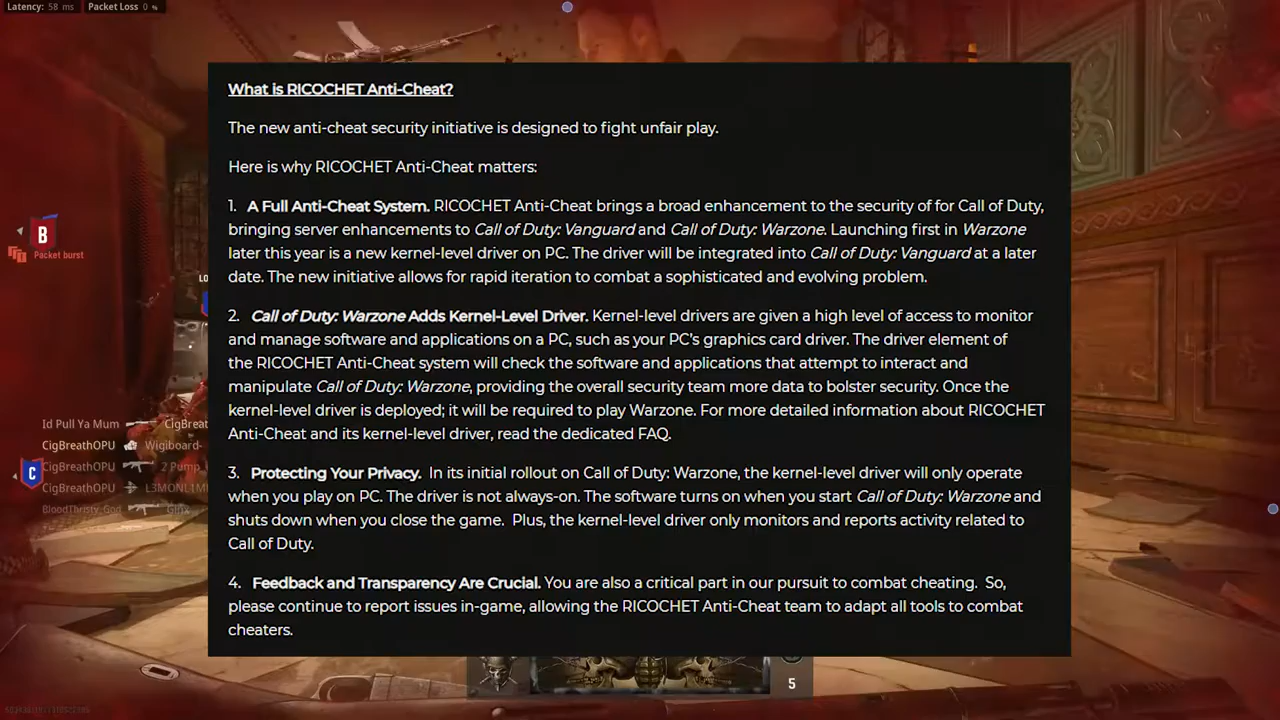 Latency: 58 ms Packet Loss 0 %
What is RICOCHET Anti-Cheat?
The new anti-cheat security initiative is designed to fight unfair play.
Here is why RICOCHET Anti-Cheat matters:
1. A Full Anti-Cheat System. RICOCHET Anti-Cheat brings a broad enhancement to the security of for Call of Duty,
bringing server enhancements to Call of Duty: Vanguard and Call of Duty: Warzone. Launching first in Warzone
later this year is a new kernel-level driver on PC. The driver will be integrated into Call of Duty: Vanguard at a later
date. The new initiative allows for rapid iteration to combat a sophisticated and evolving problem.
2. Call of Duty: Warzone Adds Kernel-Level Driver. Kernel-level drivers are given a high level of access to monitor
and manage software and applications on a PC, such as your PC's graphics card driver. The driver element of
the RICOCHET Anti-Cheat system will check the software and applications that attempt to interact and
manipulate Call of Duty: Warzone, providing the overall security team more data to bolster security. Once the
kernel-level driver is deployed; it will be required to play Warzone. For more detailed information about RICOCHET
Anti-Cheat and its kernel-level driver, read the dedicated FAQ.
3. Protecting Your Privacy. In its initial rollout on Call of Duty: Warzone, the kernel-level driver will only operate
when you play on PC. The driver is not always-on. The software turns on when you start Call of Duty: Warzone and
shuts down when you close the game. Plus, the kernel-level driver only monitors and reports activity related to
Call of Duty.
4. Feedback and Transparency Are Crucial. You are also a critical part in our pursuit to combat cheating. So,
please continue to report issues in-game, allowing the RICOCHET Anti-Cheat team to adapt all tools to combat
cheaters.
B
Packet burst
LO
Id Pull Ya Mum CigBreat
CigBreathOPU Wigiboard-
CigBreathOPU 2 Pump
C
CigBreathOPU
BloodThristy_God
5